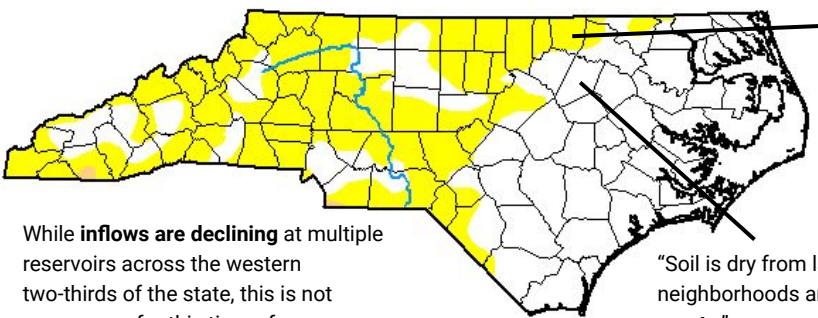 While inflows are declining at multiple
reservoirs across the western
two-thirds of the state, this is not
"Soil is dry from
neighborhoods